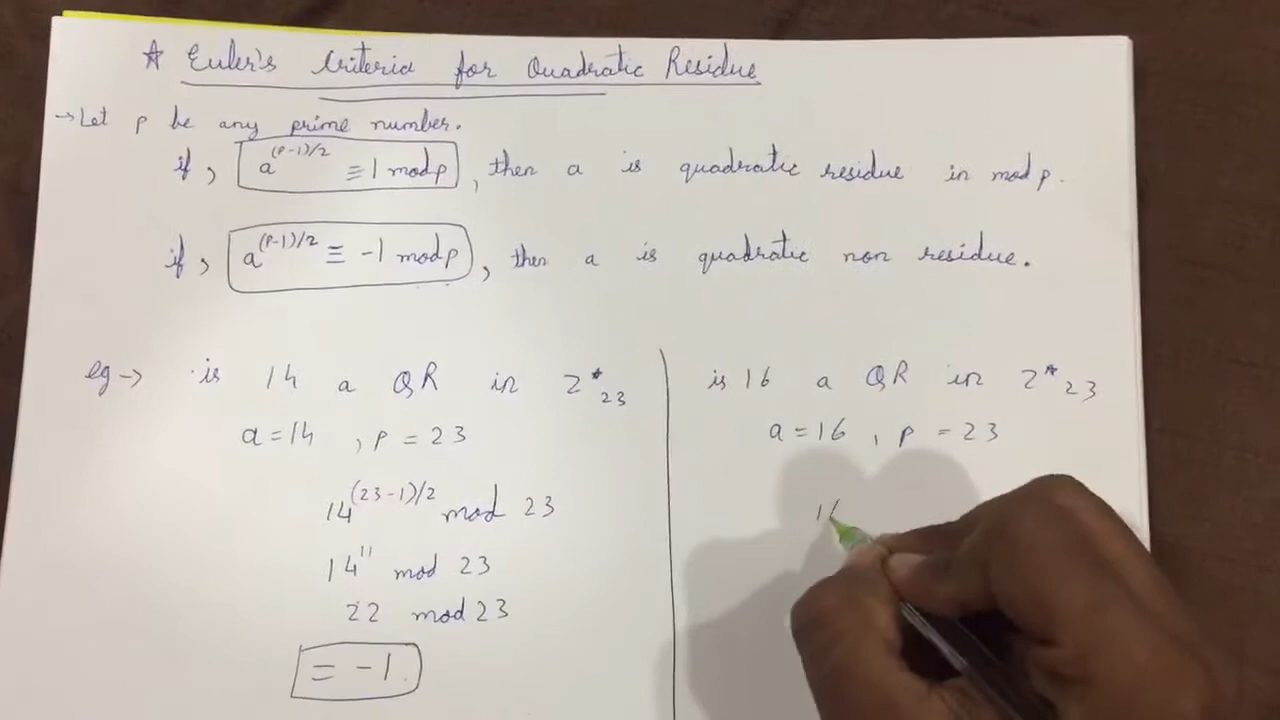 ☆ Euler's Criteria for Quadratic Residue
→ Let p be any prime number.
if, a^(p-1)/2 ≡ 1 mod p, then a is quadratic residue in mod p.
if, a^(p-1)/2 ≡ -1 mod p, then a is quadratic non residue.
eg → is 14 a QR in Z*23
a = 14, p = 23
14^(23-1)/2 mod 23
14^11 mod 23
22 mod 23
= -1
is 16 a QR in Z*23
a = 16, p = 23
16